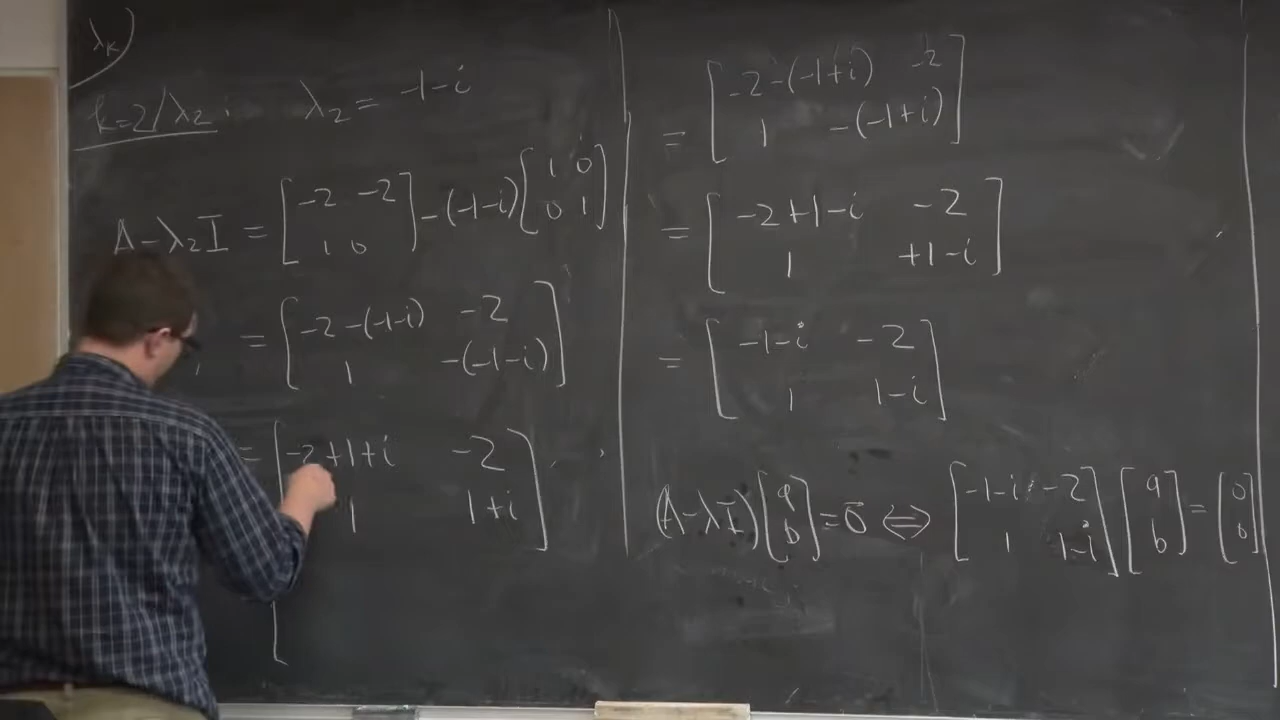 λₖ)
k=2/λ₂: λ₂ = -1-i
A-λ₂I = [-2 -2; 1 0] -(-1-i)[1 0; 0 1]
= [-2-(-1-i) -2; 1 -(-1-i)]
= [-2+1+i -2; 1 1+i]
= [-2-(-1+i) -2; 1 -(-1+i)]
= [-2+1-i -2; 1 +1-i]
= [-1-i -2; 1 1-i]
(A-λI)[a; b] = 0⃗ ⇔ [-1-i -2; 1 1-i][a; b] = [0; 0]